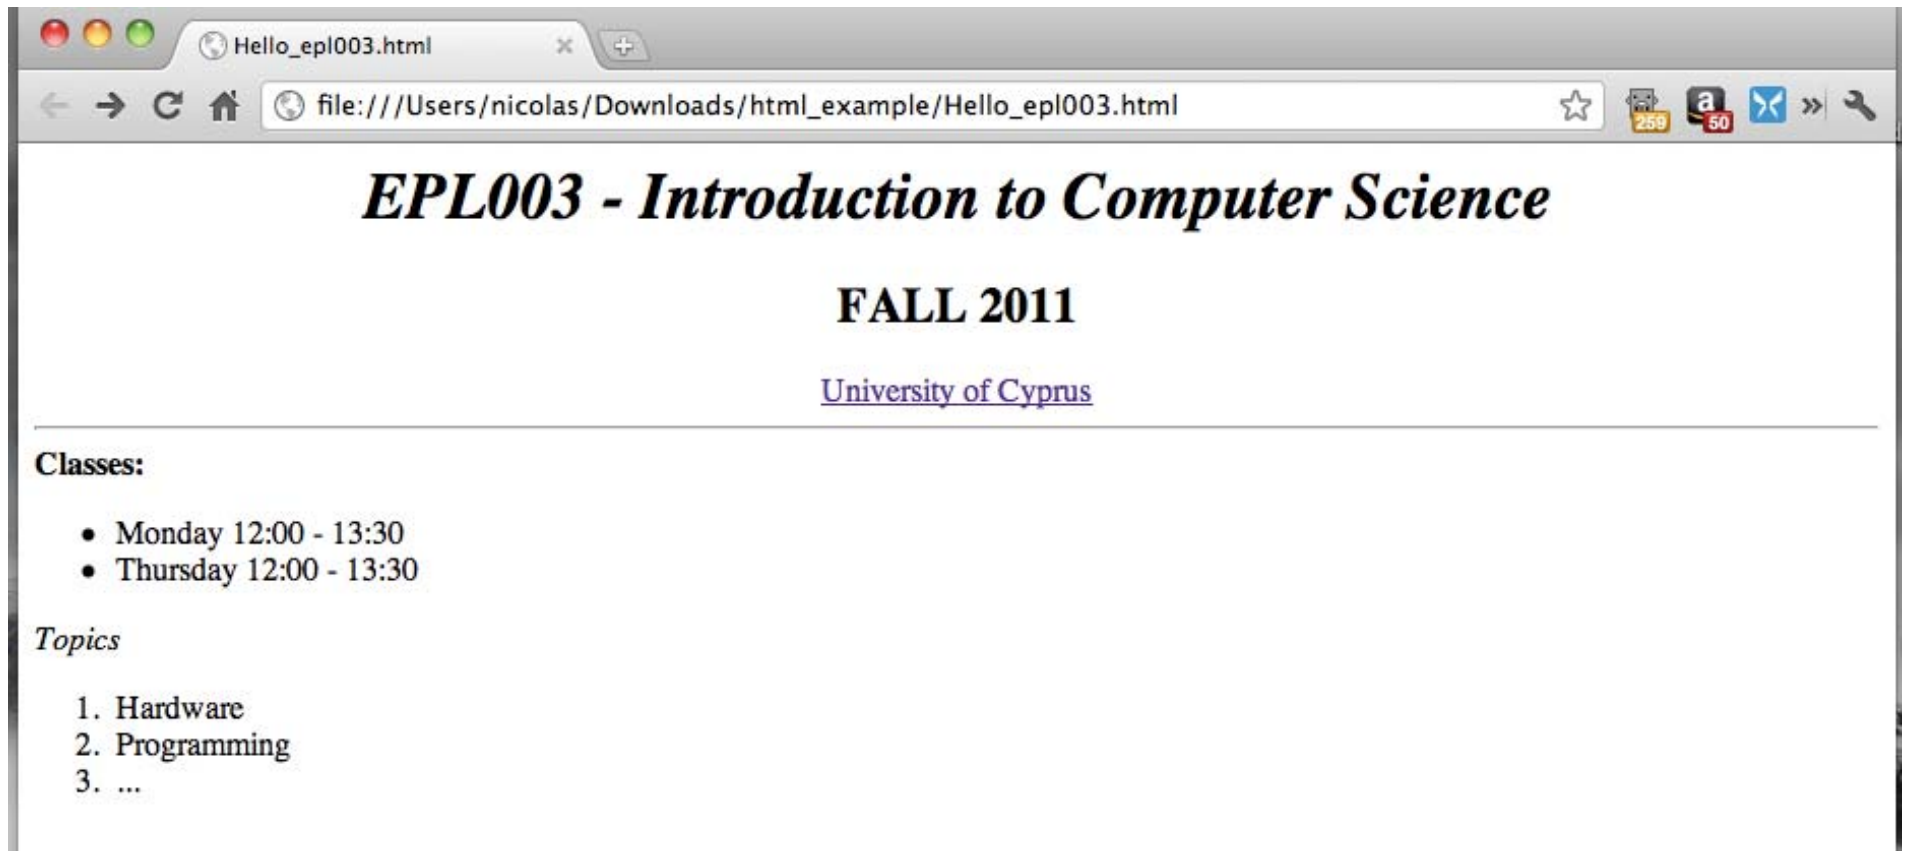 Hello_epl003.html
file:///Users/nicolas/Downloads/html_example/Hello_epl003.html
259
a
50
EPL003 - Introduction to Computer Science
FALL 2011
University of Cyprus
Classes:
• Monday 12:00 - 13:30
• Thursday 12:00 - 13:30
Topics
1. Hardware
2. Programming
3. ...